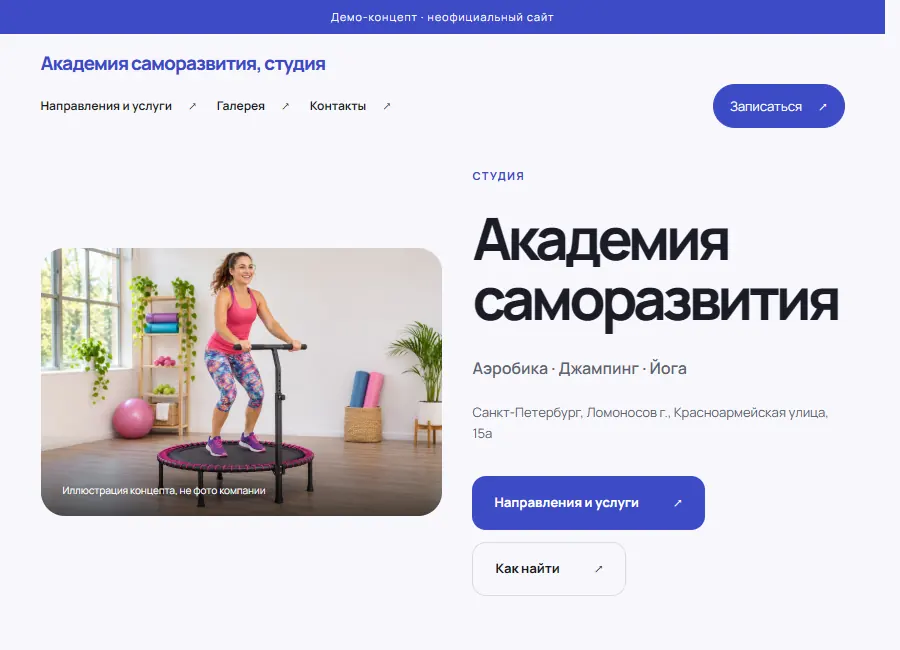 Демо-концепт · неофициальный сайт
Академия саморазвития, студия
Направления и услуги ↗ Галерея ↗ Контакты ↗
Записаться ↗
СТУДИЯ
Академия
саморазвития
Аэробика · Джампинг · Йога
Санкт-Петербург, Ломоносов г., Красноармейская улица,
15а
Иллюстрация концепта, не фото компании
Направления и услуги ↗
Как найти ↗